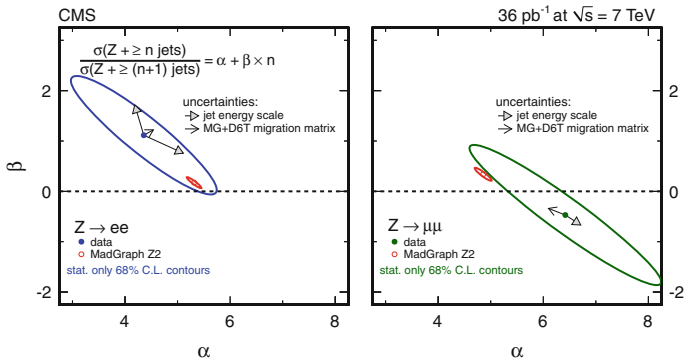 CMS
36 pb⁻¹ at √s = 7 TeV
σ(Z + ≥ n jets)
σ(Z + ≥ (n+1) jets) = α + β × n
uncertainties:
jet energy scale
MG+D6T migration matrix
Z → ee
data
MadGraph Z2
stat. only 68% C.L. contours
β
2
0
-2
4
6
8
α
uncertainties:
jet energy scale
MG+D6T migration matrix
Z → μμ
data
MadGraph Z2
stat. only 68% C.L. contours
2
0
-2
4
6
8
α